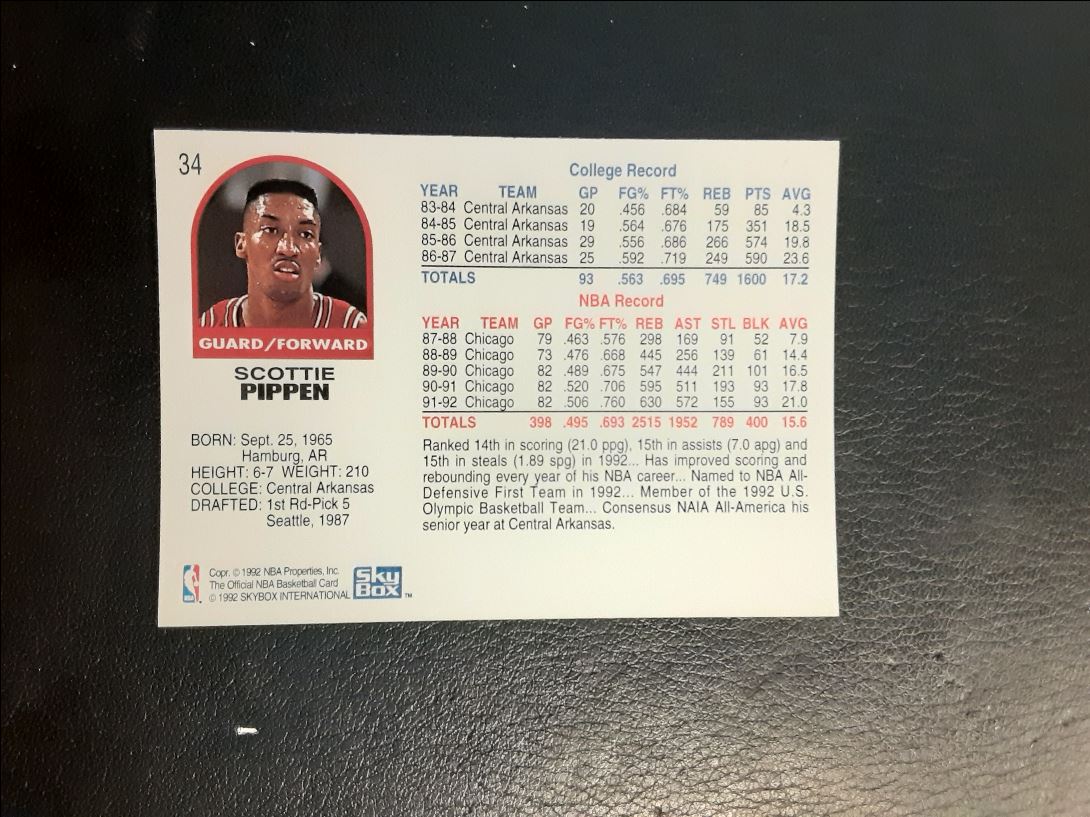 34
GUARD/FORWARD
SCOTTIE
PIPPEN
BORN: Sept. 25, 1965
Hamburg, AR
HEIGHT: 6-7 WEIGHT: 210
COLLEGE: Central Arkansas
DRAFTED: 1st Rd-Pick 5
Seattle, 1987
NBA
Copr. © 1992 NBA Properties, Inc.
The Official NBA Basketball Card
© 1992 SKYBOX INTERNATIONAL
Sky
Box ™
College Record
YEAR TEAM GP FG% FT% REB PTS AVG
83-84 Central Arkansas 20 .456 .684 59 85 4.3
84-85 Central Arkansas 19 .564 .676 175 351 18.5
85-86 Central Arkansas 29 .556 .686 266 574 19.8
86-87 Central Arkansas 25 .592 .719 249 590 23.6
TOTALS 93 .563 .695 749 1600 17.2
NBA Record
YEAR TEAM GP FG% FT% REB AST STL BLK AVG
87-88 Chicago 79 .463 .576 298 169 91 52 7.9
88-89 Chicago 73 .476 .668 445 256 139 61 14.4
89-90 Chicago 82 .489 .675 547 444 211 101 16.5
90-91 Chicago 82 .520 .706 595 511 193 93 17.8
91-92 Chicago 82 .506 .760 630 572 155 93 21.0
TOTALS 398 .495 .693 2515 1952 789 400 15.6
Ranked 14th in scoring (21.0 ppg), 15th in assists (7.0 apg) and
15th in steals (1.89 spg) in 1992... Has improved scoring and
rebounding every year of his NBA career... Named to NBA All-
Defensive First Team in 1992... Member of the 1992 U.S.
Olympic Basketball Team... Consensus NAIA All-America his
senior year at Central Arkansas.